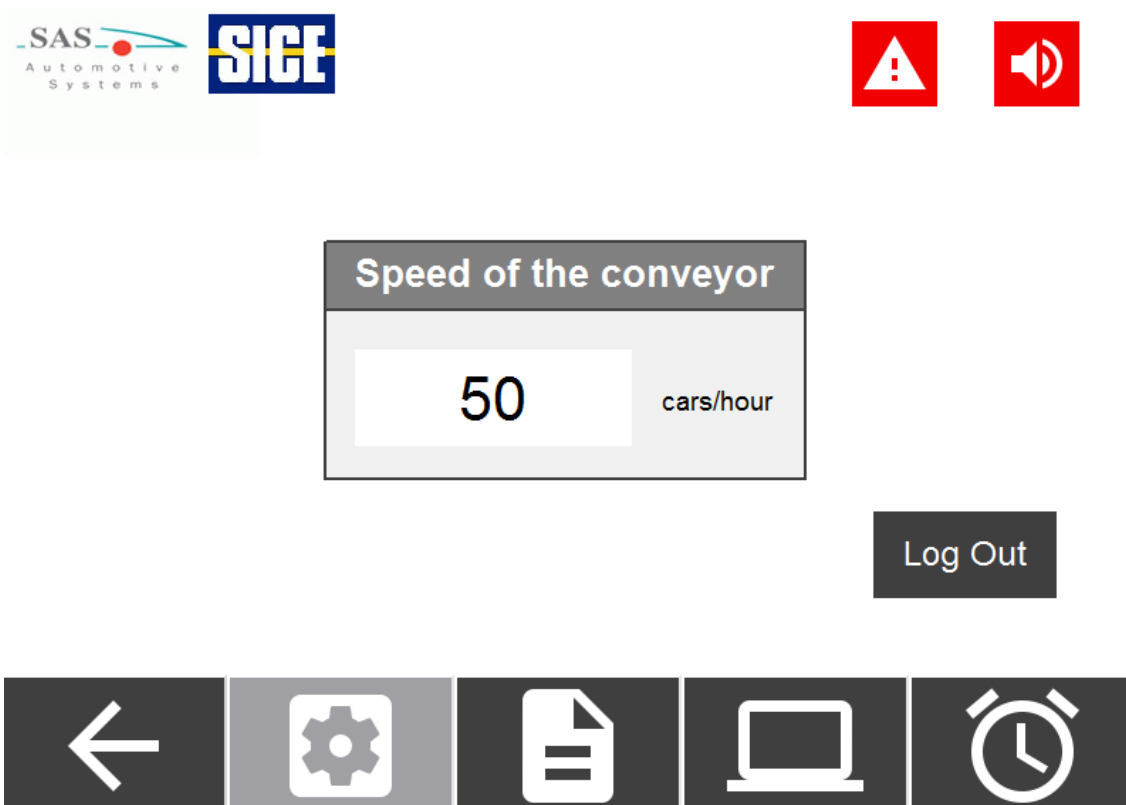 SAS
Automotive
Systems
SICE
Speed of the conveyor
50
cars/hour
Log Out